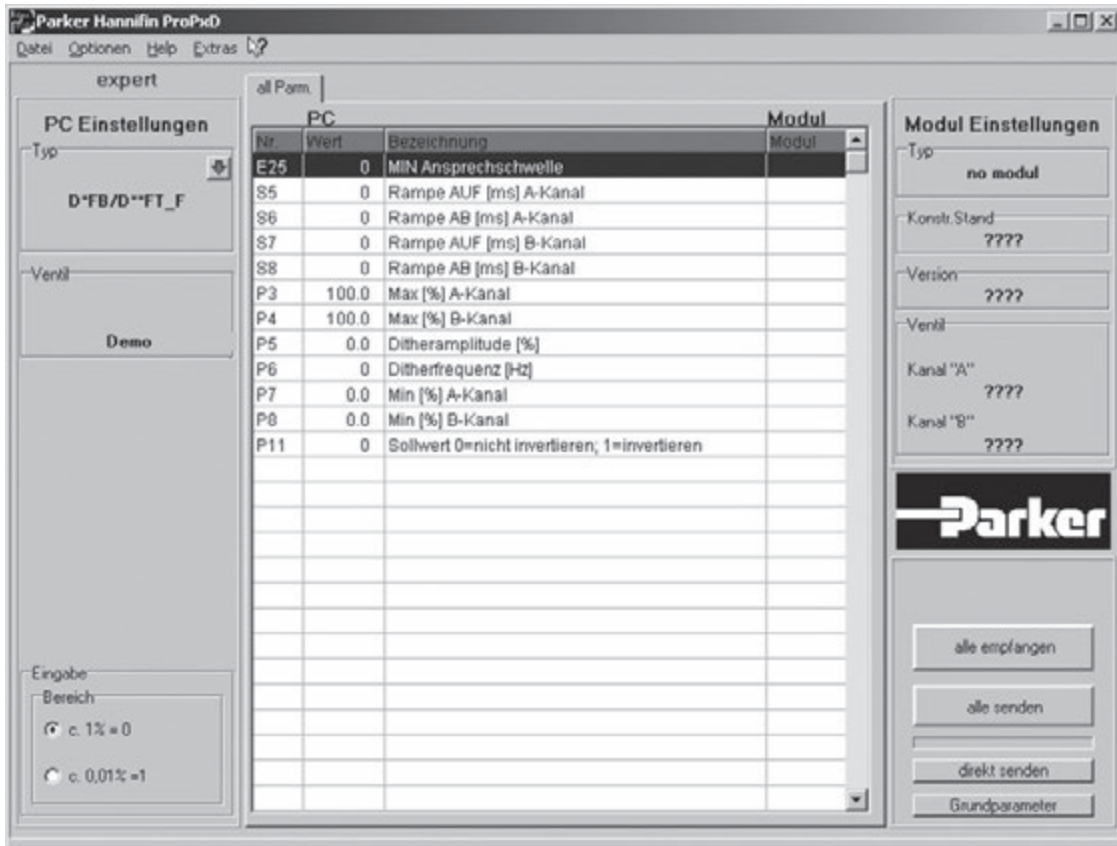 Parker Hannifin ProPxD
Datei Optionen Help Extras
expert
PC Einstellungen
Typ
D*FB/D**FT_F
Ventil
Demo
Eingabe
Bereich
c. 1% = 0
c. 0,01% =1
all Parm.
PC Modul
Nr. Wert Bezeichnung Modul
E25 0 MIN Ansprechschwelle
S5 0 Rampe AUF [ms] A-Kanal
S6 0 Rampe AB [ms] A-Kanal
S7 0 Rampe AUF [ms] B-Kanal
S8 0 Rampe AB [ms] B-Kanal
P3 100.0 Max [%] A-Kanal
P4 100.0 Max [%] B-Kanal
P5 0.0 Ditheramplitude [%]
P6 0 Ditherfrequenz [Hz]
P7 0.0 Min [%] A-Kanal
P8 0.0 Min [%] B-Kanal
P11 0 Sollwert 0=nicht invertieren; 1=invertieren
Modul Einstellungen
Typ
no modul
Konstr.Stand
????
Version
????
Ventil
Kanal "A"
????
Kanal "B"
????
Parker
alle empfangen
alle senden
direkt senden
Grundparameter